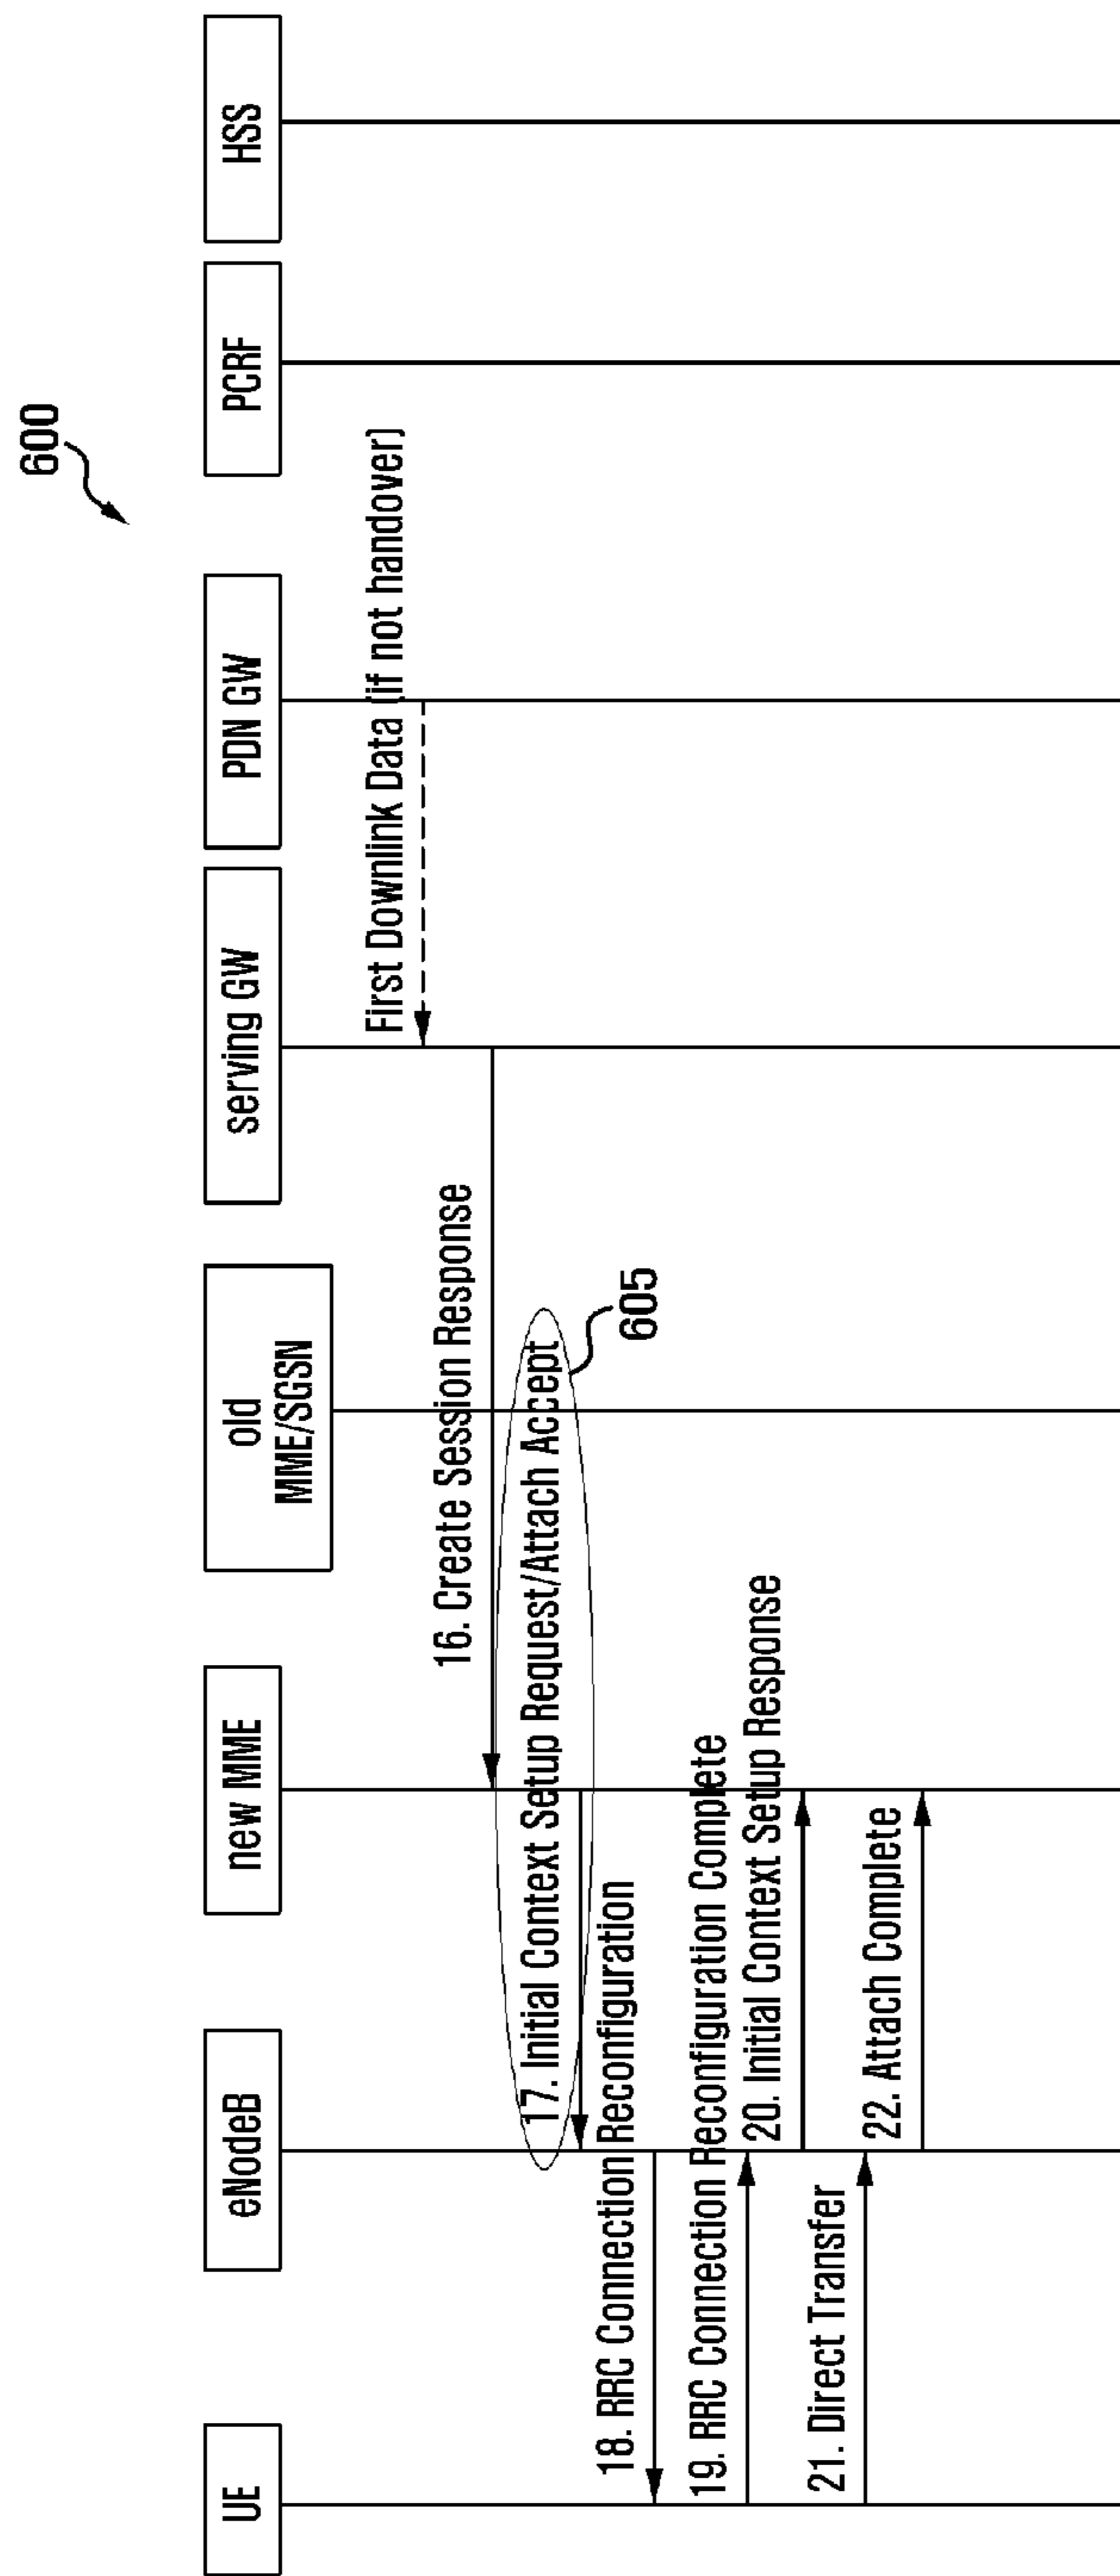 600
UE
eNodeB
new MME
old
MME/SGSN
serving GW
PDN GW
PCRF
HSS
First Downlink Data (if not handover)
16. Create Session Response
17. Initial Context Setup Request/Attach Accept
605
18. RRC Connection Reconfiguration
19. RRC Connection Reconfiguration Complete
20. Initial Context Setup Response
21. Direct Transfer
22. Attach Complete